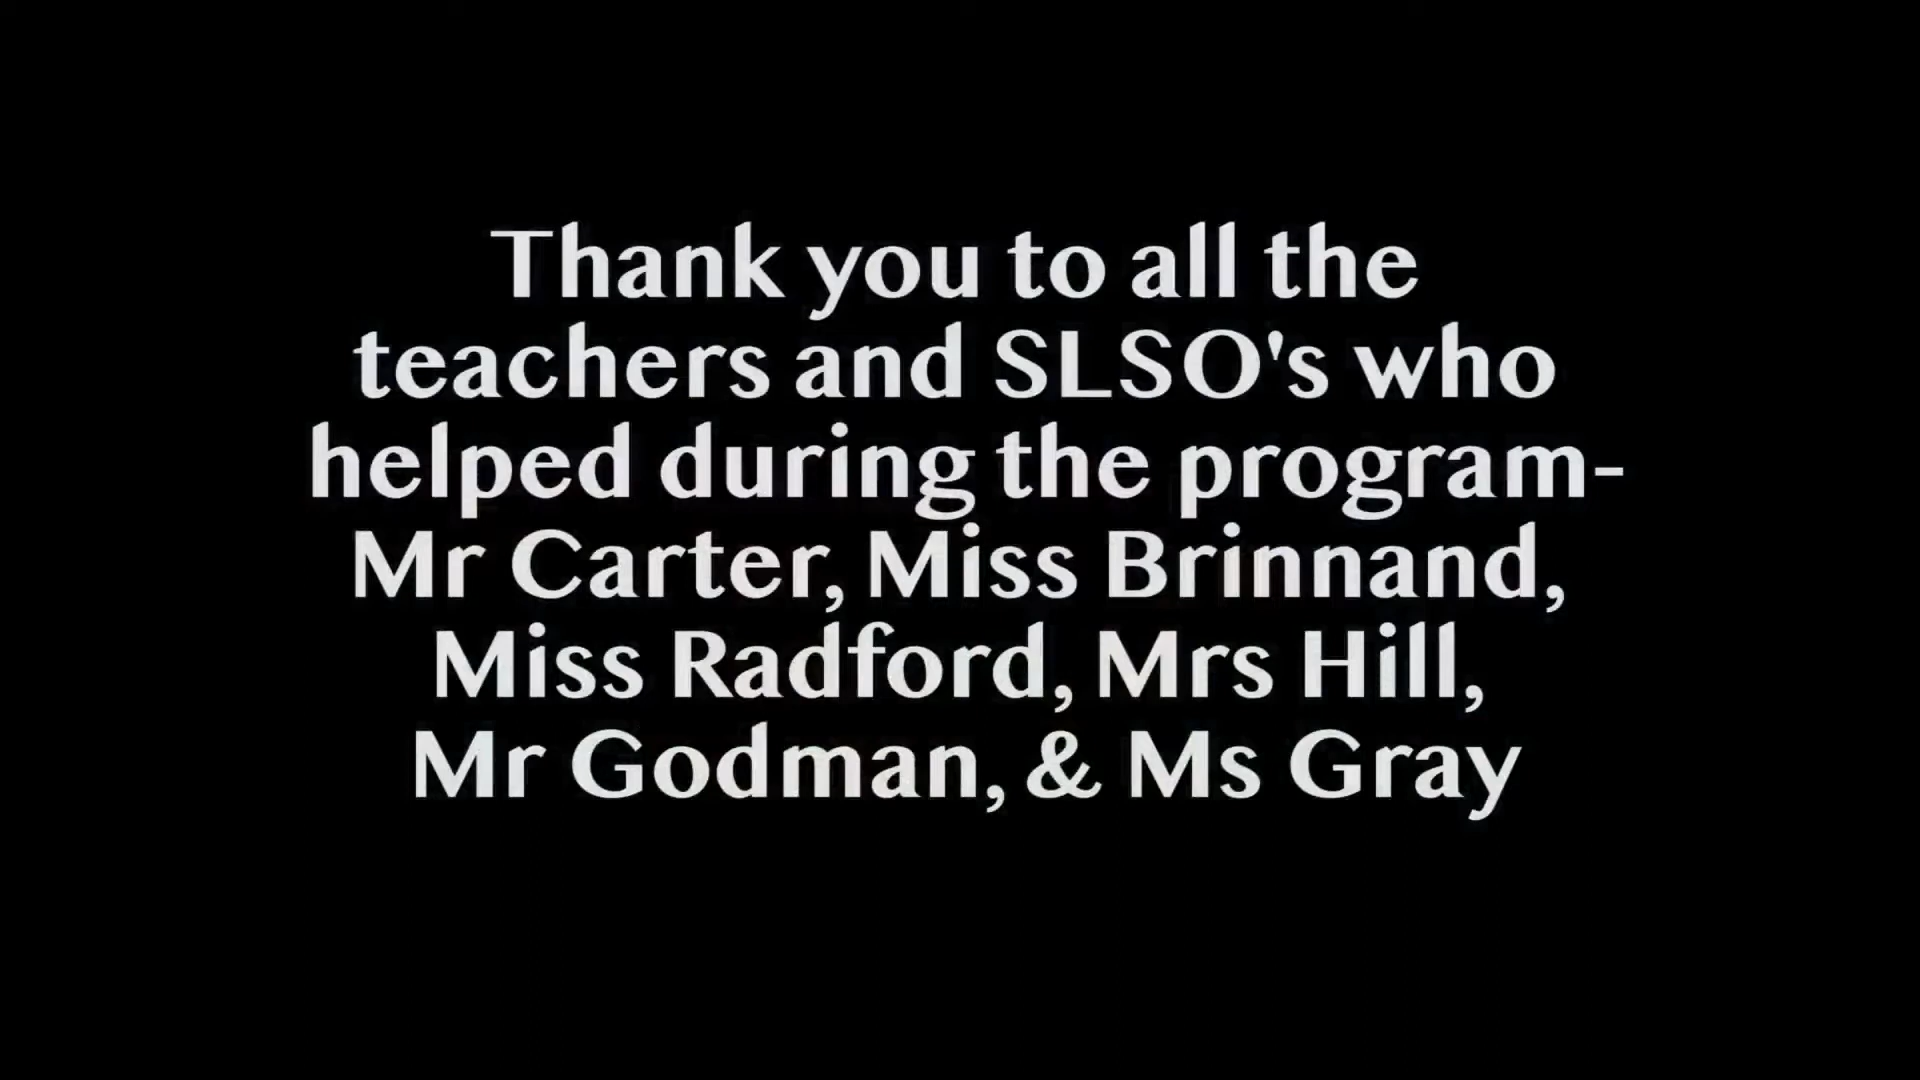 Thank you to all the
teachers and SLSO's who
helped during the program-
Mr Carter, Miss Brinnand,
Miss Radford, Mrs Hill,
Mr Godman, & Ms Gray